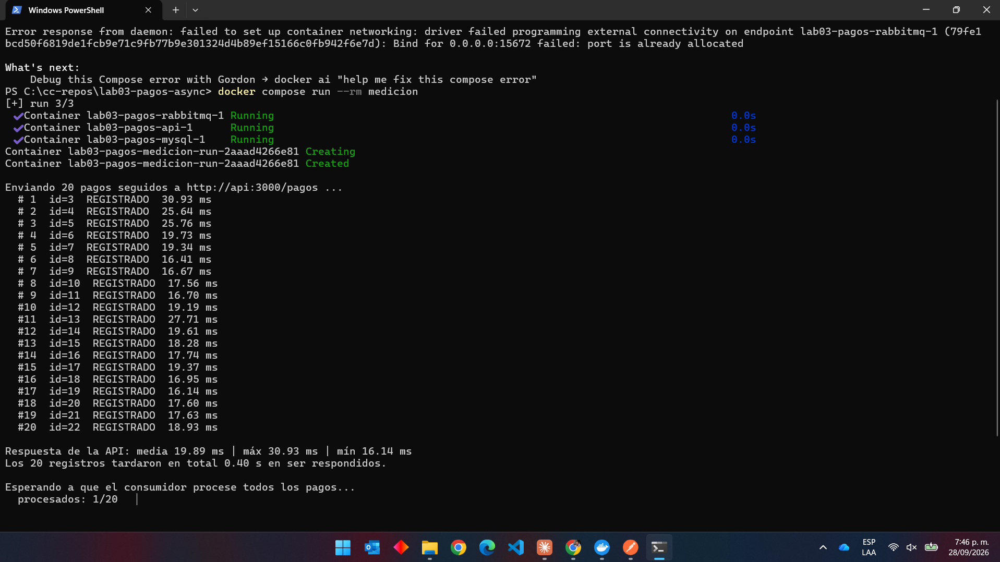 Windows PowerShell
Error response from daemon: failed to set up container networking: driver failed programming external connectivity on endpoint lab03-pagos-rabbitmq-1 (79fe1
bcd50f6819de1fcb9e71c9fb77b9e301324d4b89ef15166c0fb942f6e7d): Bind for 0.0.0.0:15672 failed: port is already allocated
What's next:
Debug this Compose error with Gordon → docker ai "help me fix this compose error"
PS C:\cc-repos\lab03-pagos-async> docker compose run --rm medicion
[+] run 3/3
✔Container lab03-pagos-rabbitmq-1 Running 0.0s
✔Container lab03-pagos-api-1 Running 0.0s
✔Container lab03-pagos-mysql-1 Running 0.0s
Container lab03-pagos-medicion-run-2aaad4266e81 Creating
Container lab03-pagos-medicion-run-2aaad4266e81 Created
Enviando 20 pagos seguidos a http://api:3000/pagos ...
# 1 id=3 REGISTRADO 30.93 ms
# 2 id=4 REGISTRADO 25.64 ms
# 3 id=5 REGISTRADO 25.76 ms
# 4 id=6 REGISTRADO 19.73 ms
# 5 id=7 REGISTRADO 19.34 ms
# 6 id=8 REGISTRADO 16.41 ms
# 7 id=9 REGISTRADO 16.67 ms
# 8 id=10 REGISTRADO 17.56 ms
# 9 id=11 REGISTRADO 16.70 ms
#10 id=12 REGISTRADO 19.19 ms
#11 id=13 REGISTRADO 27.71 ms
#12 id=14 REGISTRADO 19.61 ms
#13 id=15 REGISTRADO 18.28 ms
#14 id=16 REGISTRADO 17.74 ms
#15 id=17 REGISTRADO 19.37 ms
#16 id=18 REGISTRADO 16.95 ms
#17 id=19 REGISTRADO 16.14 ms
#18 id=20 REGISTRADO 17.60 ms
#19 id=21 REGISTRADO 17.63 ms
#20 id=22 REGISTRADO 18.93 ms
Respuesta de la API: media 19.89 ms | máx 30.93 ms | mín 16.14 ms
Los 20 registros tardaron en total 0.40 s en ser respondidos.
Esperando a que el consumidor procese todos los pagos...
procesados: 1/20
ESP
LAA
7:46 p. m.
28/09/2026